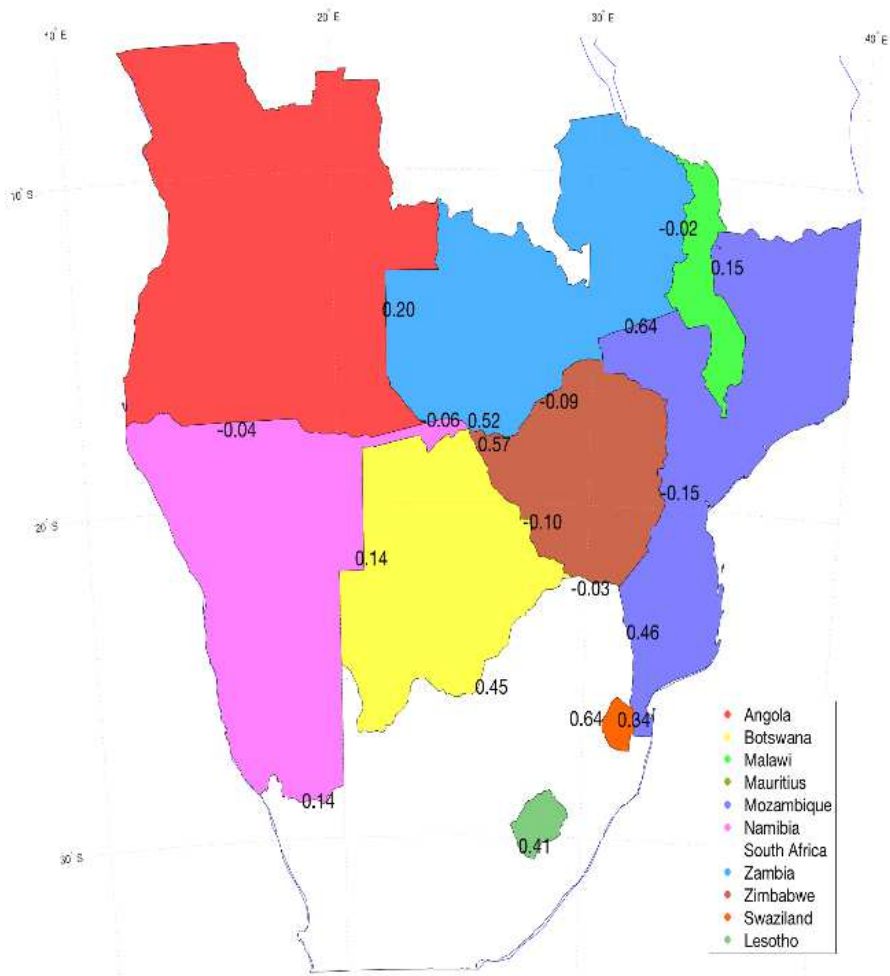 10° E
20° E
30° E
40° E
10° S
-0.02
0.15
0.20
0.64
-0.09
-0.04
-0.06
0.52
0.57
-0.15
20° S
-0.10
0.14
-0.03
0.46
0.45
0.64
0.34
0.14
30° S
0.41
Angola
Botswana
Malawi
Mauritius
Mozambique
Namibia
South Africa
Zambia
Zimbabwe
Swaziland
Lesotho